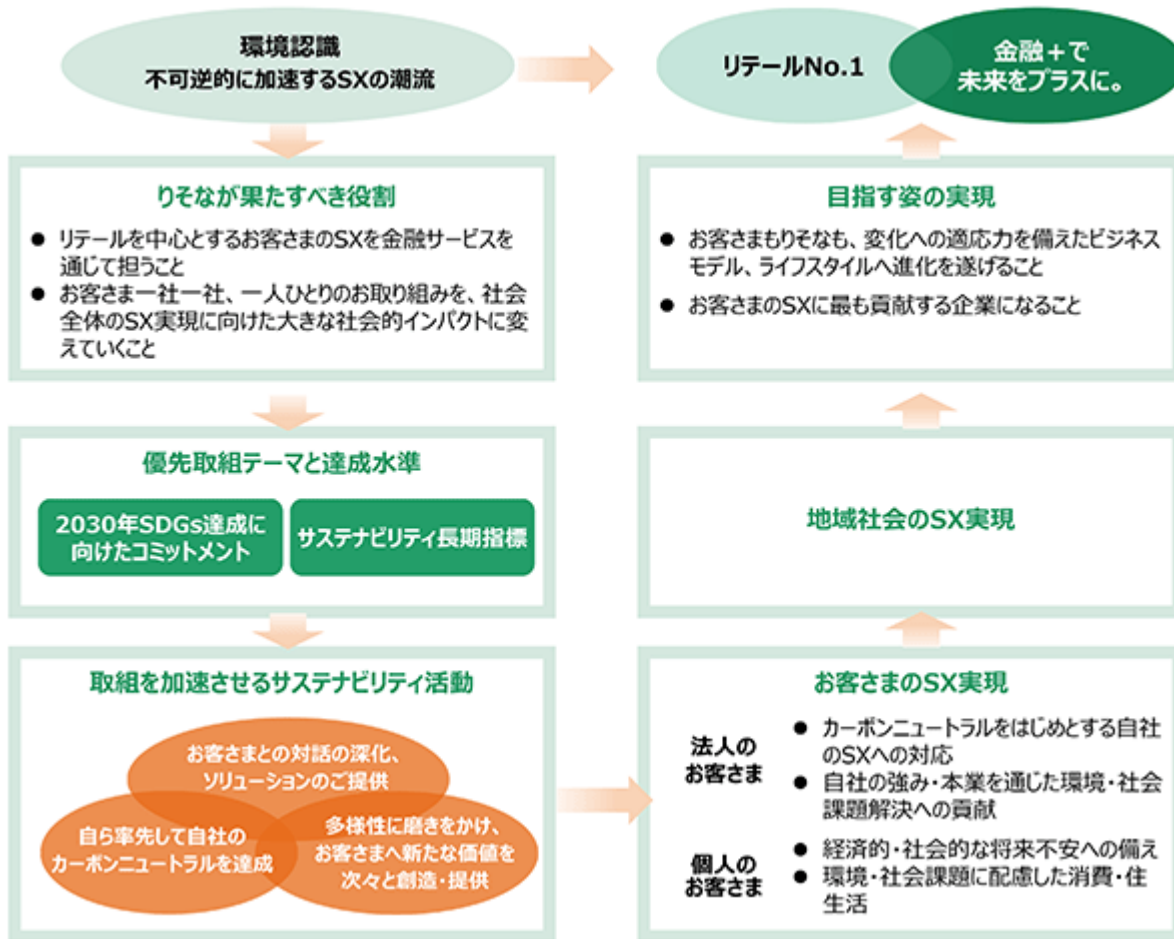 環境認識
不可逆的に加速するSXの潮流
リテールNo.1
金融+で
未来をプラスに。
りそなが果たすべき役割
● リテールを中心とするお客さまのSXを金融サービスを
通じて担うこと
● お客さま一社一社、一人ひとりのお取り組みを、社会
全体のSX実現に向けた大きな社会的インパクトに変
えていくこと
目指す姿の実現
● お客さまもりそなも、変化への適応力を備えたビジネス
モデル、ライフスタイルへ進化を遂げること
● お客さまのSXに最も貢献する企業になること
優先取組テーマと達成水準
2030年SDGs達成に
向けたコミットメント
サステナビリティ長期指標
地域社会のSX実現
取組を加速させるサステナビリティ活動
お客さまとの対話の深化、
ソリューションのご提供
自ら率先して自社の
カーボンニュートラルを達成
多様性に磨きをかけ、
お客さまへ新たな価値を
次々と創造・提供
お客さまのSX実現
法人の
お客さま
● カーボンニュートラルをはじめとする自社
のSXへの対応
● 自社の強み・本業を通じた環境・社会
課題解決への貢献
個人の
お客さま
● 経済的・社会的な将来不安への備え
● 環境・社会課題に配慮した消費・住
生活